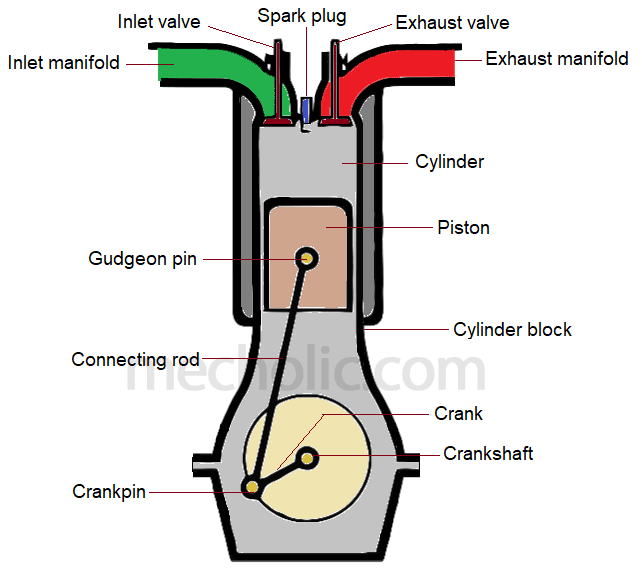 Inlet valve
Spark plug
Exhaust valve
Inlet manifold
Exhaust manifold
Cylinder
Piston
Gudgeon pin
Cylinder block
Connecting rod
mecholic.com
Crank
Crankshaft
Crankpin